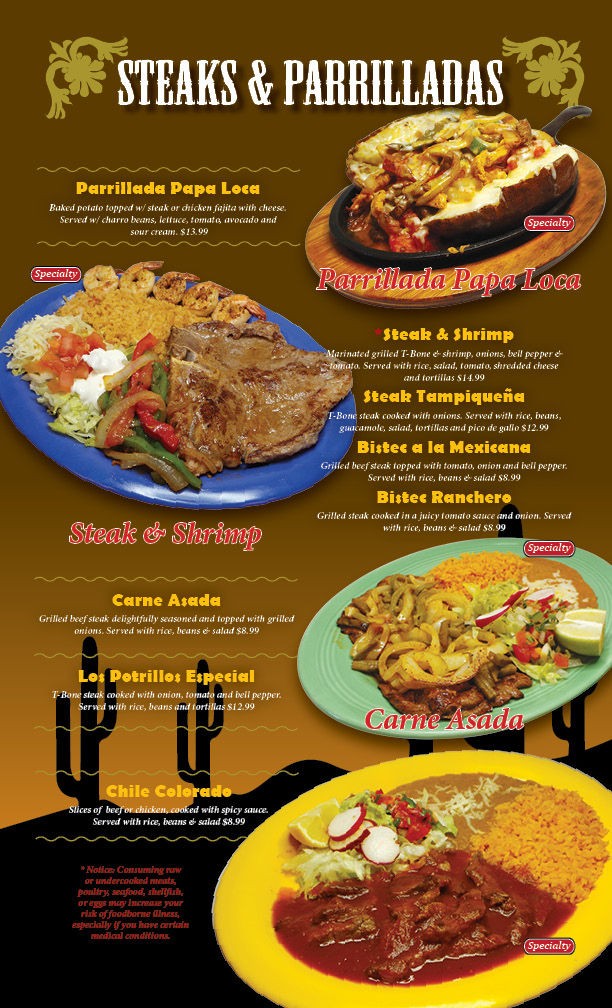 STEAKS & PARRILLADAS
Parrillada Papa Loca
Baked potato topped w/ steak or chicken fajita with cheese.
Served w/ charro beans, lettuce, tomato, avocado and
sour cream. $13.99
Specialty
Parrillada Papa Loca
Specialty
Steak & Shrimp
*Steak & Shrimp
Marinated grilled T-Bone & shrimp, onions, bell pepper &
tomato. Served with rice, salad, tomato, shredded cheese
and tortillas $14.99
Steak Tampiqueña
T-Bone steak cooked with onions. Served with rice, beans,
guacamole, salad, tortillas and pico de gallo $12.99
Bistec a la Mexicana
Grilled beef steak topped with tomato, onion and bell pepper.
Served with rice, beans & salad $8.99
Bistec Ranchero
Grilled steak cooked in a juicy tomato sauce and onion. Served
with rice, beans & salad $8.99
Specialty
Carne Asada
Carne Asada
Grilled beef steak delightfully seasoned and topped with grilled
onions. Served with rice, beans & salad $8.99
Los Potrillos Especial
T-Bone steak cooked with onion, tomato and bell pepper.
Served with rice, beans and tortillas $12.99
Chile Colorado
Slices of beef or chicken, cooked with spicy sauce.
Served with rice, beans & salad $8.99
* Notice: Consuming raw
or undercooked meats,
poultry, seafood, shellfish,
or eggs may increase your
risk of foodborne illness,
especially if you have certain
medical conditions.
Specialty